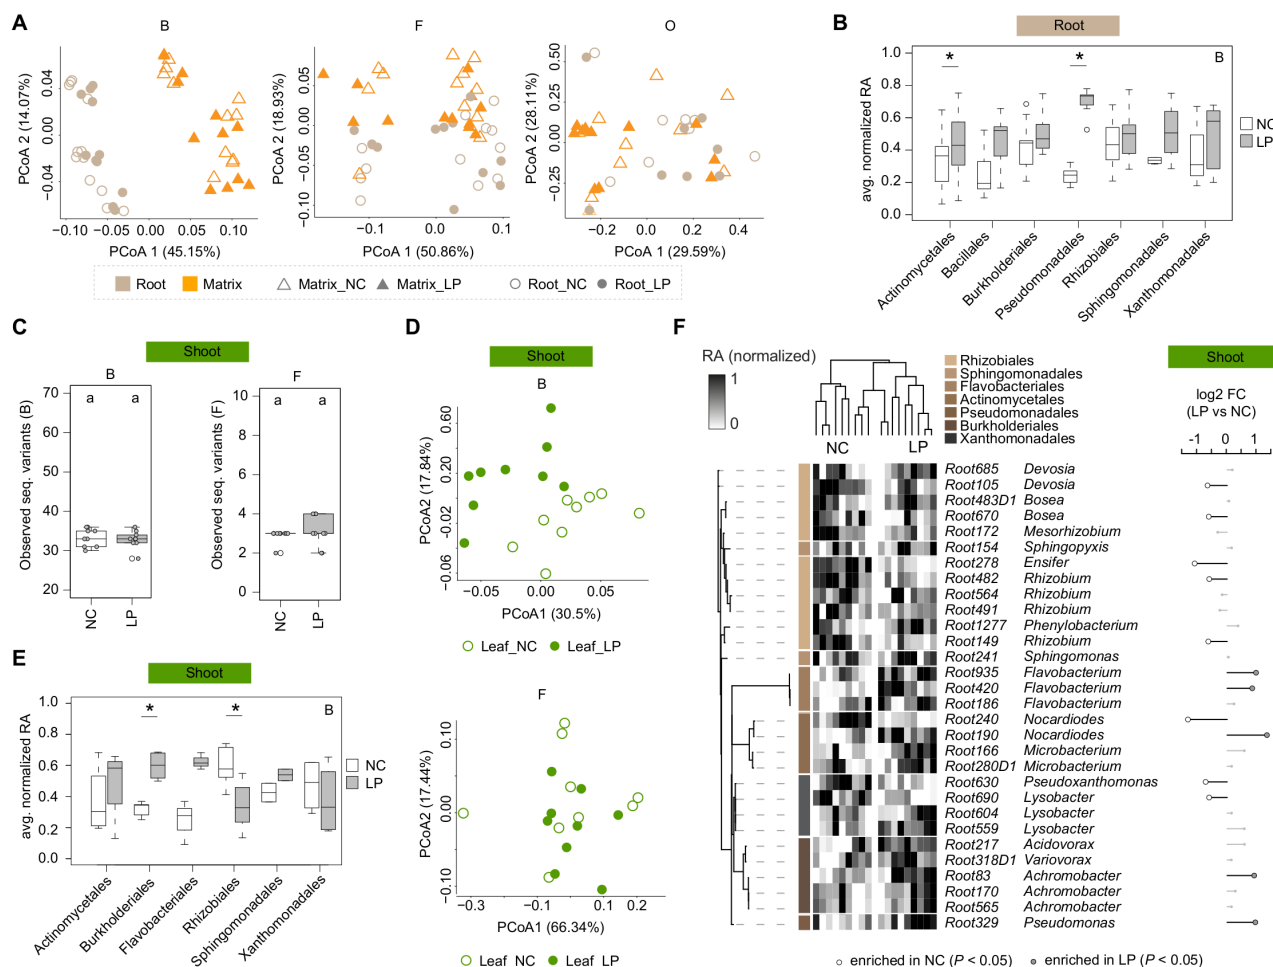 A
B
F
O
PCoA 2 (14.07%)
0.04
0.00
−0.04
−0.10
−0.05
0.00
0.05
0.10
PCoA 1 (45.15%)
PCoA 2 (18.93%)
0.05
0.00
−0.05
−0.10
−0.1
0.0
0.1
PCoA 1 (50.86%)
PCoA 2 (28.11%)
0.50
0.25
0.00
−0.25
−0.2
0.0
0.2
0.4
PCoA 1 (29.59%)
Root
Matrix
Matrix_NC
Matrix_LP
Root_NC
Root_LP
B
Root
B
avg. normalized RA
1.0
0.8
0.6
0.4
0.2
0.0
*
*
NC
LP
Actinomycetales
Bacillales
Burkholderiales
Pseudomonadales
Rhizobiales
Sphingomonadales
Xanthomonadales
C
Shoot
B
Observed seq. variants (B)
70
60
50
40
30
20
a
a
NC
LP
F
Observed seq. variants (F)
10
8
6
4
2
0
a
a
NC
LP
D
Shoot
B
PCoA2 (17.84%)
0.60
0.20
−0.02
−0.06
−0.05
0.00
0.05
PCoA1 (30.5%)
Leaf_NC
Leaf_LP
F
PCoA2 (17.44%)
0.10
0.00
−0.10
−0.3
−0.1
0.0
0.1
0.2
PCoA1 (66.34%)
Leaf_NC
Leaf_LP
E
Shoot
B
avg. normalized RA
1.0
0.8
0.6
0.4
0.2
0.0
*
*
NC
LP
Actinomycetales
Burkholderiales
Flavobacteriales
Rhizobiales
Sphingomonadales
Xanthomonadales
F
RA (normalized)
1
0
Rhizobiales
Sphingomonadales
Flavobacteriales
Actinomycetales
Pseudomonadales
Burkholderiales
Xanthomonadales
NC
LP
Shoot
log2 FC
(LP vs NC)
−1 0 1
Root685 Devosia
Root105 Devosia
Root483D1 Bosea
Root670 Bosea
Root172 Mesorhizobium
Root154 Sphingopyxis
Root278 Ensifer
Root482 Rhizobium
Root564 Rhizobium
Root491 Rhizobium
Root1277 Phenylobacterium
Root149 Rhizobium
Root241 Sphingomonas
Root935 Flavobacterium
Root420 Flavobacterium
Root186 Flavobacterium
Root240 Nocardiodes
Root190 Nocardiodes
Root166 Microbacterium
Root280D1 Microbacterium
Root630 Pseudoxanthomonas
Root690 Lysobacter
Root604 Lysobacter
Root559 Lysobacter
Root217 Acidovorax
Root318D1 Variovorax
Root83 Achromobacter
Root170 Achromobacter
Root565 Achromobacter
Root329 Pseudomonas
enriched in NC (P < 0.05)
enriched in LP (P < 0.05)